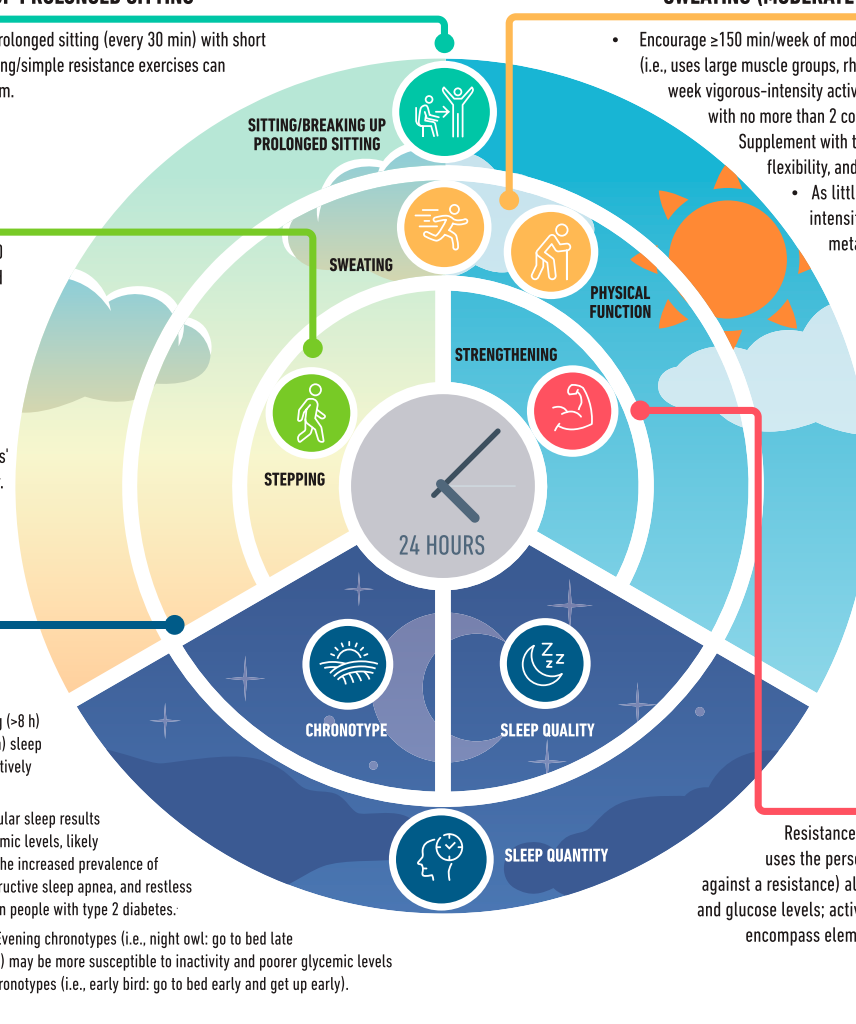 PROLONGED SITTING
SWEATING (MODERATE
rolonged sitting (every 30 min) with short
ng/simple resistance exercises can
m.
• Encourage ≥150 min/week of mod
(i.e., uses large muscle groups, rh
week vigorous-intensity activ
with no more than 2 co
Supplement with t
flexibility, and
• As littl
intensit
meta
SITTING/BREAKING UP
PROLONGED SITTING
SWEATING
PHYSICAL
FUNCTION
STRENGTHENING
STEPPING
s'
24 HOURS
CHRONOTYPE
SLEEP QUALITY
SLEEP QUANTITY
g (>8 h)
) sleep
tively
ular sleep results
mic levels, likely
he increased prevalence of
ructive sleep apnea, and restless
n people with type 2 diabetes.
Evening chronotypes (i.e., night owl: go to bed late
) may be more susceptible to inactivity and poorer glycemic levels
ronotypes (i.e., early bird: go to bed early and get up early).
Resistance
uses the perso
against a resistance) al
and glucose levels; activ
encompass elem